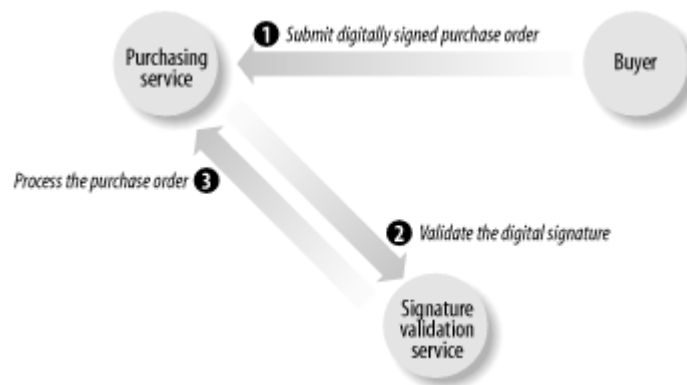 1 Submit digitally signed purchase order
Purchasing
service
Buyer
Process the purchase order 3
2 Validate the digital signature
Signature
validation
service